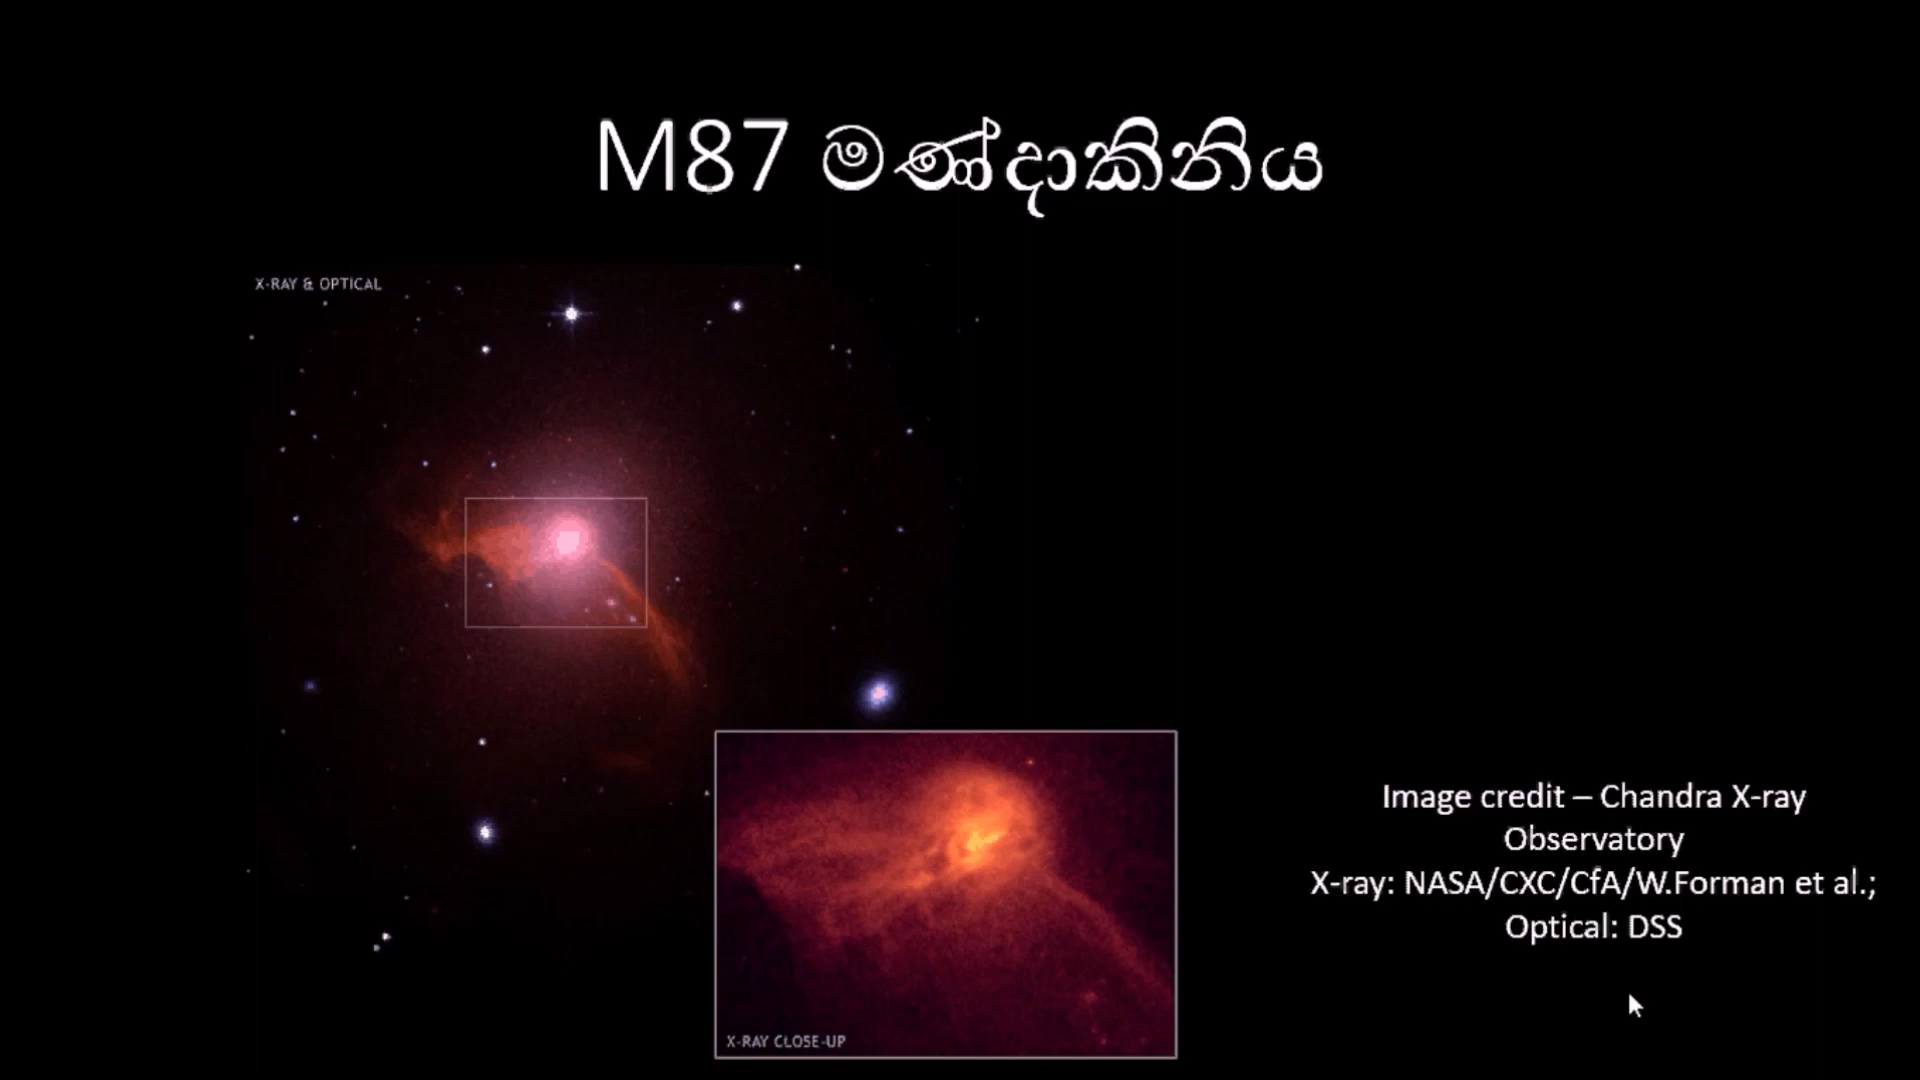 M87 මණ්දාකිනිය
X-RAY & OPTICAL
X-RAY CLOSE-UP
Image credit – Chandra X-ray
Observatory
X-ray: NASA/CXC/CfA/W.Forman et al.;
Optical: DSS